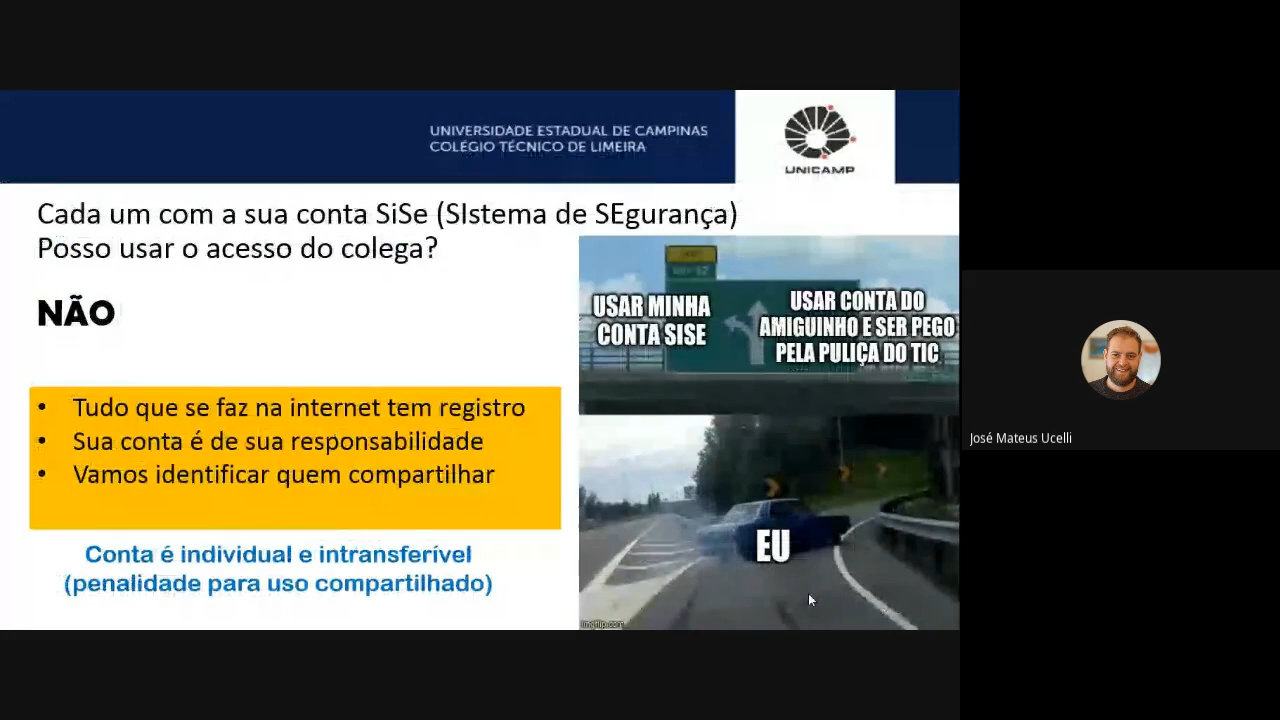 UNIVERSIDADE ESTADUAL DE CAMPINAS
COLÉGIO TÉCNICO DE LIMEIRA
UNICAMP
Cada um com a sua conta SiSe (SIstema de SEgurança)
Posso usar o acesso do colega?
NÃO
• Tudo que se faz na internet tem registro
• Sua conta é de sua responsabilidade
• Vamos identificar quem compartilhar
Conta é individual e intransferível
(penalidade para uso compartilhado)
USAR MINHA
CONTA SISE
USAR CONTA DO
AMIGUINHO E SER PEGO
PELA PULIÇA DO TIC
EU
imgflip.com
José Mateus Ucelli